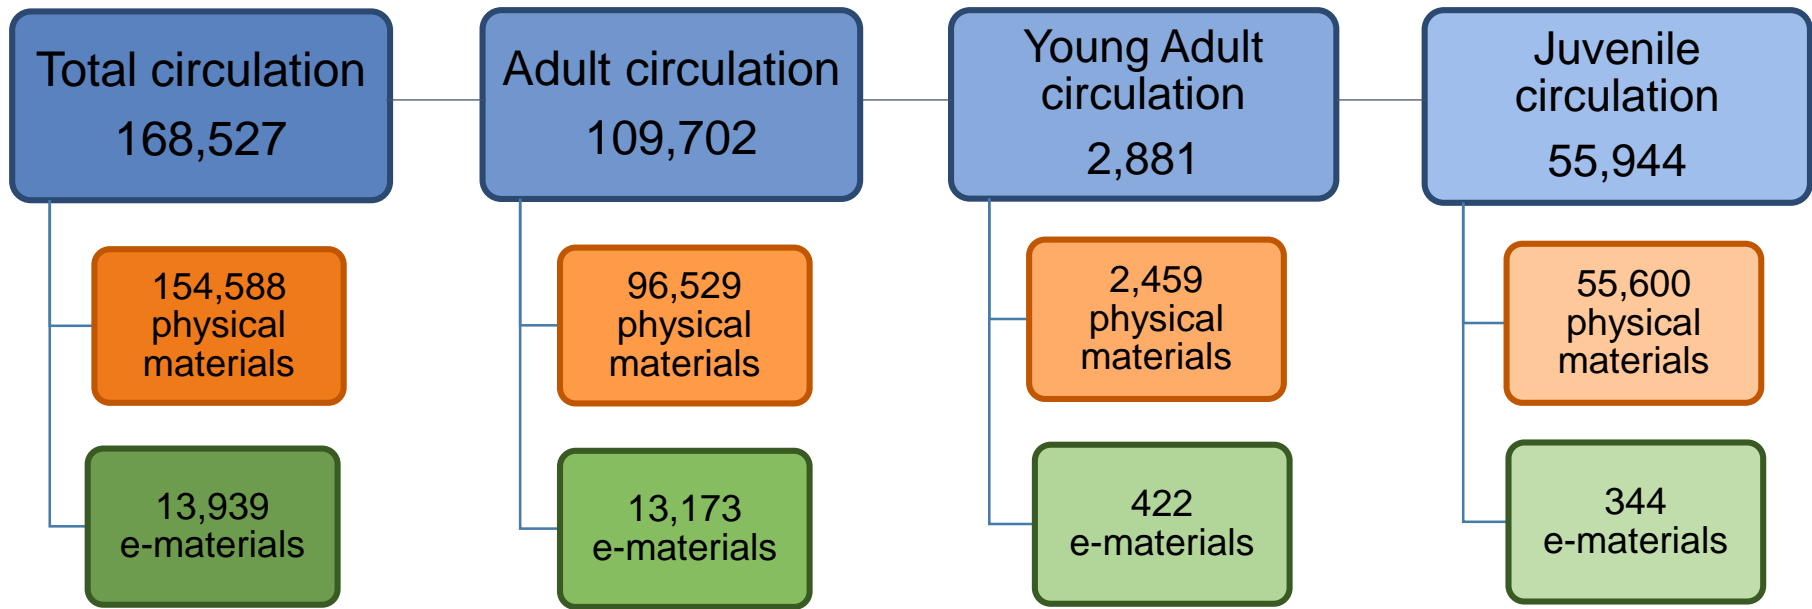 Total circulation
168,527
154,588
physical
materials
13,939
e-materials
Adult circulation
109,702
96,529
physical
materials
13,173
e-materials
Young Adult
circulation
2,881
2,459
physical
materials
422
e-materials
Juvenile
circulation
55,944
55,600
physical
materials
344
e-materials